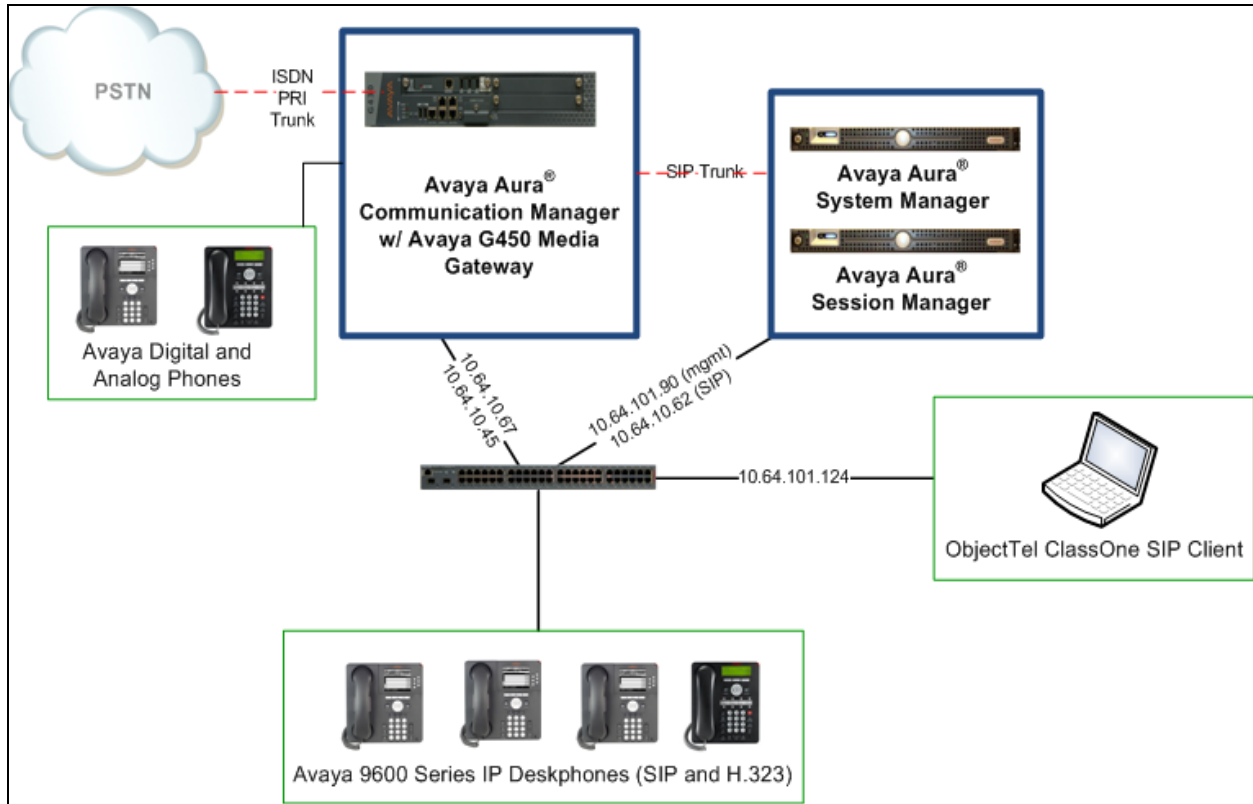 PSTN
ISDN
PRI
Trunk
AVAYA
Avaya Aura®
Communication Manager
w/ Avaya G450 Media
Gateway
SIP Trunk
Avaya Aura®
System Manager
Avaya Aura®
Session Manager
Avaya Digital and
Analog Phones
10.64.10.67
10.64.10.45
10.64.101.90 (mgmt)
10.64.10.62 (SIP)
10.64.101.124
ObjectTel ClassOne SIP Client
Avaya 9600 Series IP Deskphones (SIP and H.323)